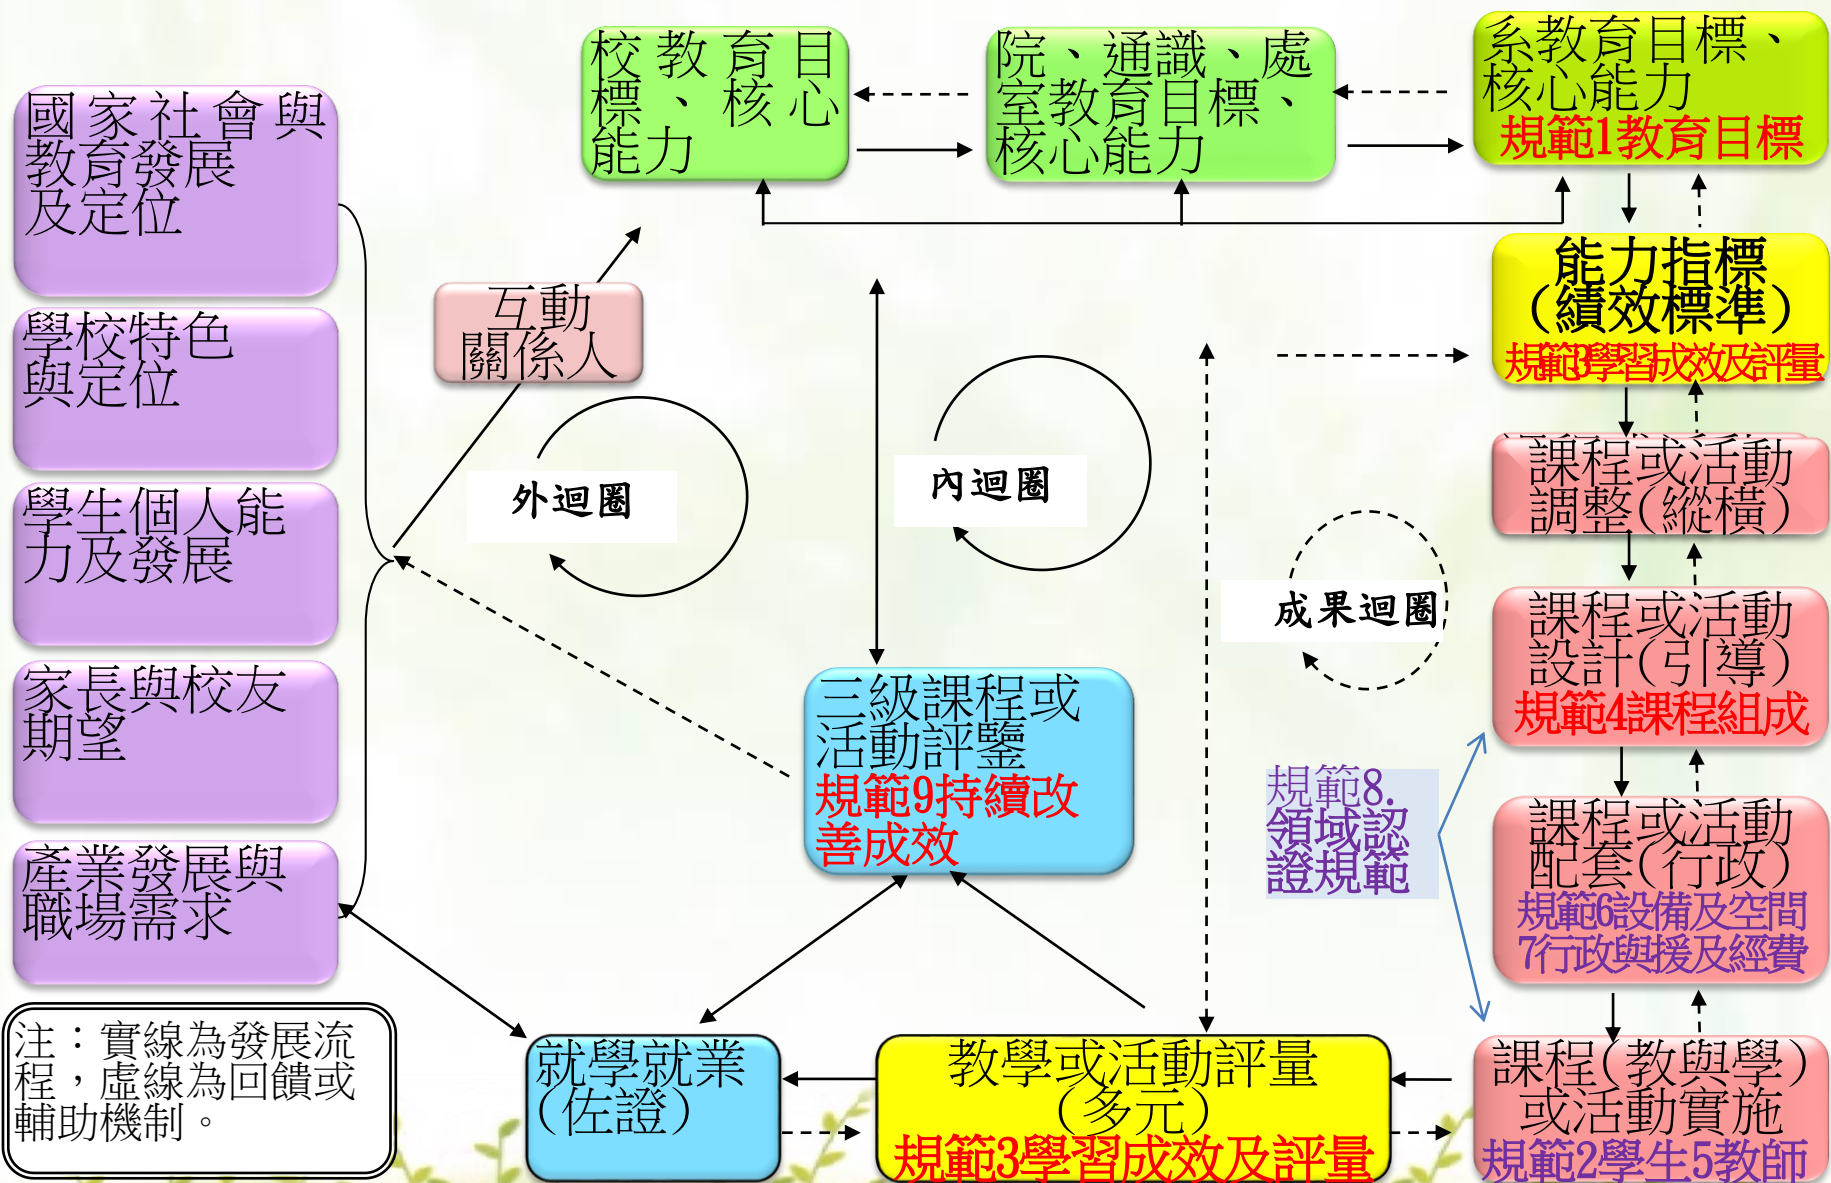 校教育目
標、核心
能力
院、通識、處
室教育目標、
核心能力
系教育目標、
核心能力
規範1教育目標
國家社會與
教育發展
及定位
學校特色
與定位
學生個人能
力及發展
家長與校友
期望
產業發展與
職場需求
互動
關係人
外迴圈
內迴圈
成果迴圈
能力指標
(績效標準)
規範3學習成效及評量
課程或活動
調整(縱橫)
課程或活動
設計(引導)
規範4課程組成
規範8.
領域認
證規範
課程或活動
配套(行政)
規範6設備及空間
7行政與援及經費
三級課程或
活動評鑒
規範9持續改
善成效
注：實線為發展流
程，虛線為回饋或
輔助機制。
就學就業
(佐證)
教學或活動評量
(多元)
規範3學習成效及評量
課程(教與學)
或活動實施
規範2學生5教師